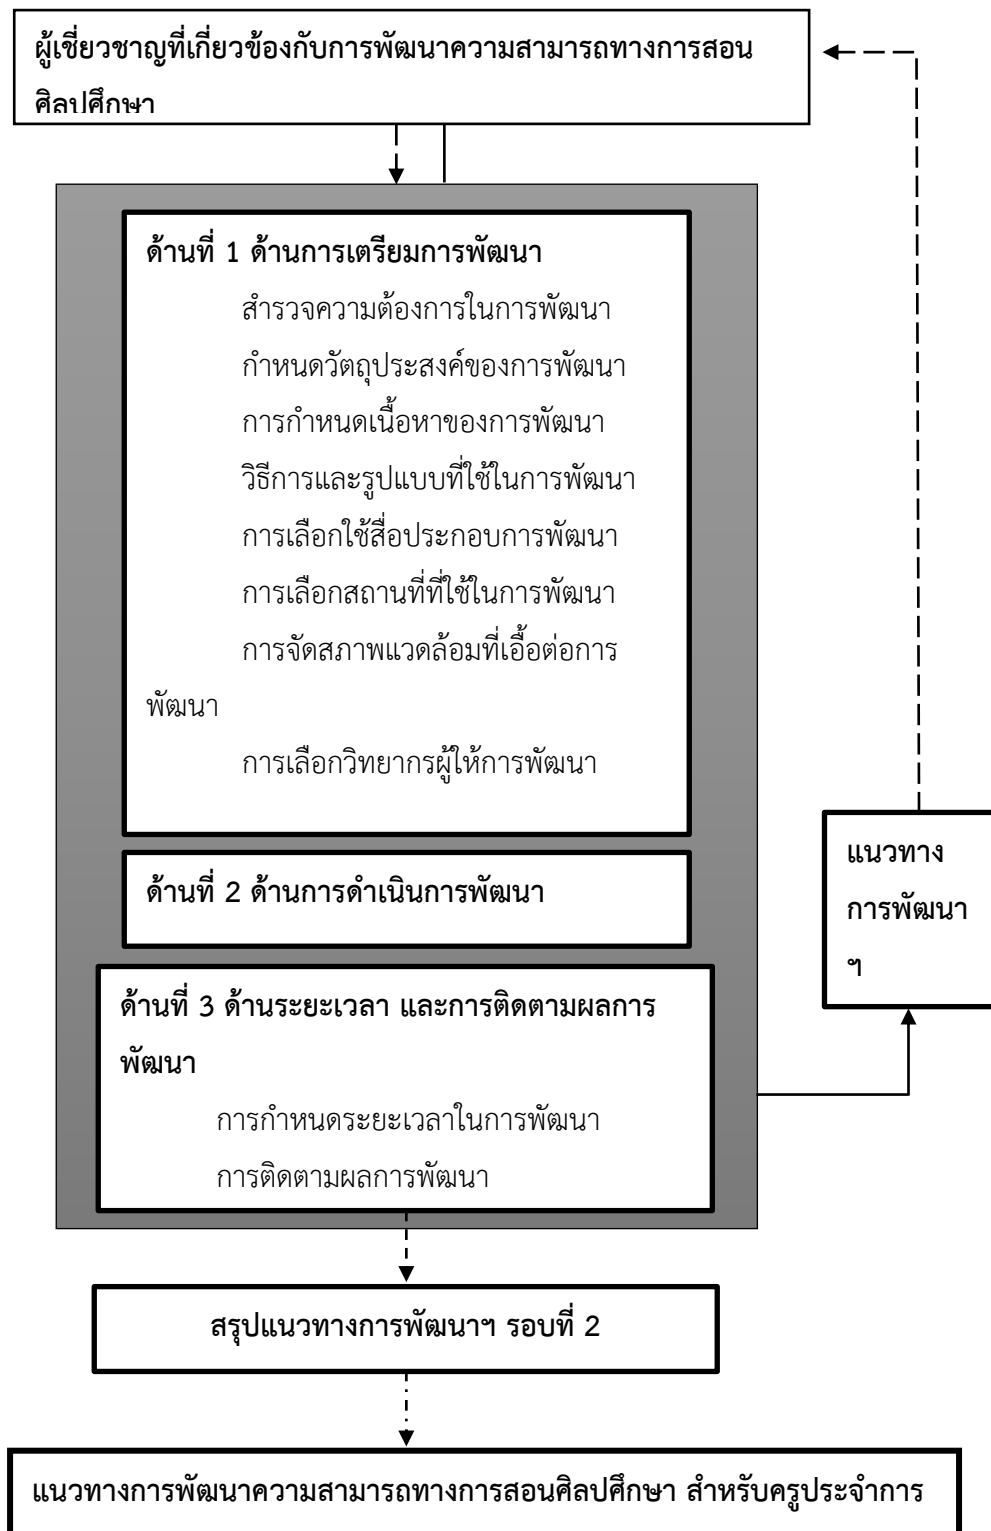 ผู้เชี่ยวชาญที่เกี่ยวข้องกับการพัฒนาความสามารถทางการสอน
ศิลปศึกษา
ด้านที่ 1 ด้านการเตรียมการพัฒนา
สำรวจความต้องการในการพัฒนา
กำหนดวัตถุประสงค์ของการพัฒนา
การกำหนดเนื้อหาของการพัฒนา
วิธีการและรูปแบบที่ใช้ในการพัฒนา
การเลือกใช้สื่อประกอบการพัฒนา
การเลือกสถานที่ที่ใช้ในการพัฒนา
การจัดสภาพแวดล้อมที่เอื้อต่อการ
พัฒนา
การเลือกวิทยากรผู้ให้การพัฒนา
ด้านที่ 2 ด้านการดำเนินการพัฒนา
ด้านที่ 3 ด้านระยะเวลา และการติดตามผลการ
พัฒนา
การกำหนดระยะเวลาในการพัฒนา
การติดตามผลการพัฒนา
แนวทาง
การพัฒนา
ฯ
สรุปแนวทางการพัฒนาฯ รอบที่ 2
แนวทางการพัฒนาความสามารถทางการสอนศิลปศึกษา สำหรับครูประจำการ